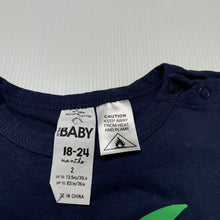 BABY
18-24
months
2
UP TO 13.5KG/30LB
UP TO 92CM/36in
IN CHINA
CAUTION
KEEP AWAY
FROM HEAT
AND FLAME